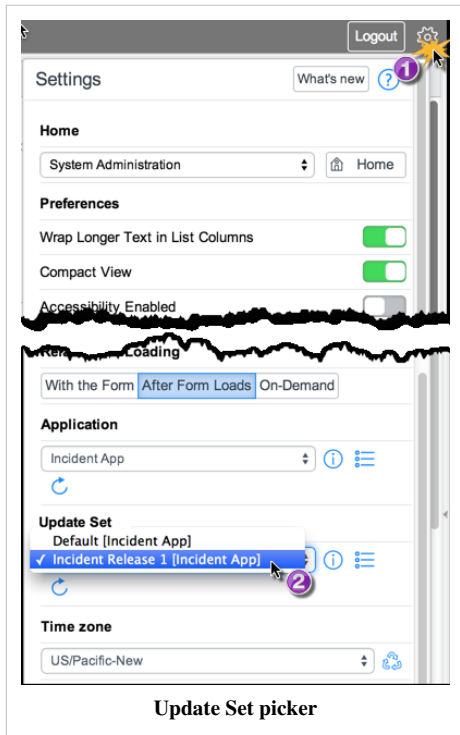 Logout
1
Settings What's new ?
Home
System Administration Home
Preferences
Wrap Longer Text in List Columns
Compact View
Accessibility Enabled
Loading
With the Form After Form Loads On-Demand
Application
Incident App
Update Set
Default [Incident App]
✓ Incident Release 1 [Incident App]
2
Time zone
US/Pacific-New
Update Set picker